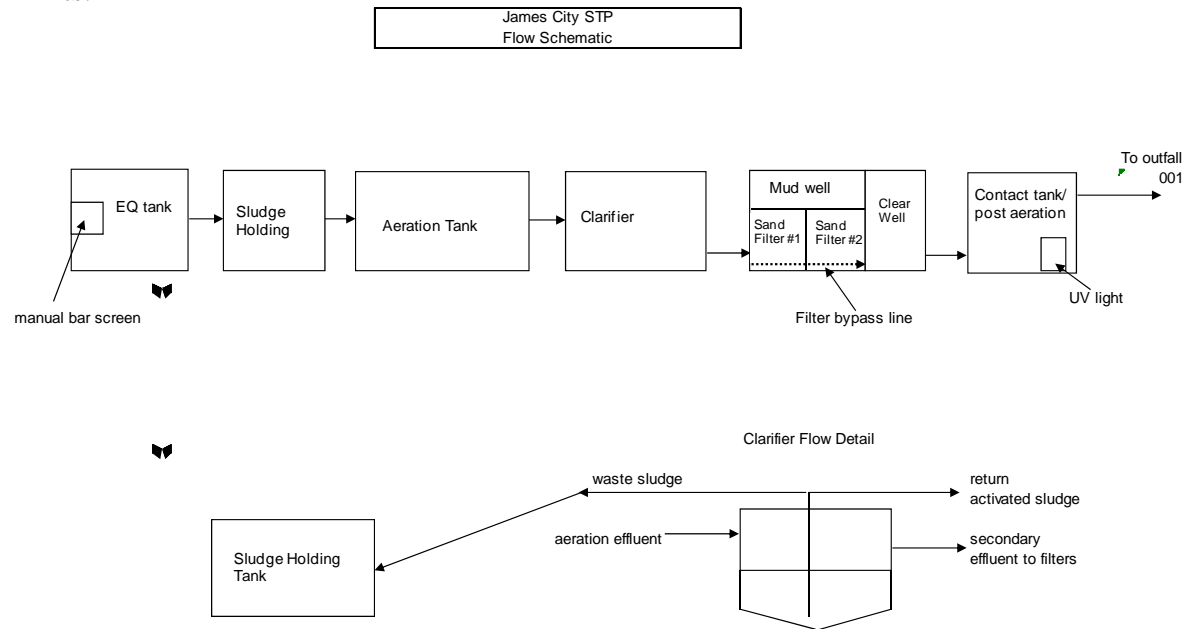 James City STP
Flow Schematic
To outfall
001
EQ tank
Sludge
Holding
Aeration Tank
Clarifier
Mud well
Sand
Filter #1
Sand
Filter #2
Clear
Well
Contact tank/
post aeration
manual bar screen
Filter bypass line
UV light
Clarifier Flow Detail
waste sludge
return
activated sludge
aeration effluent
secondary
effluent to filters
Sludge Holding
Tank